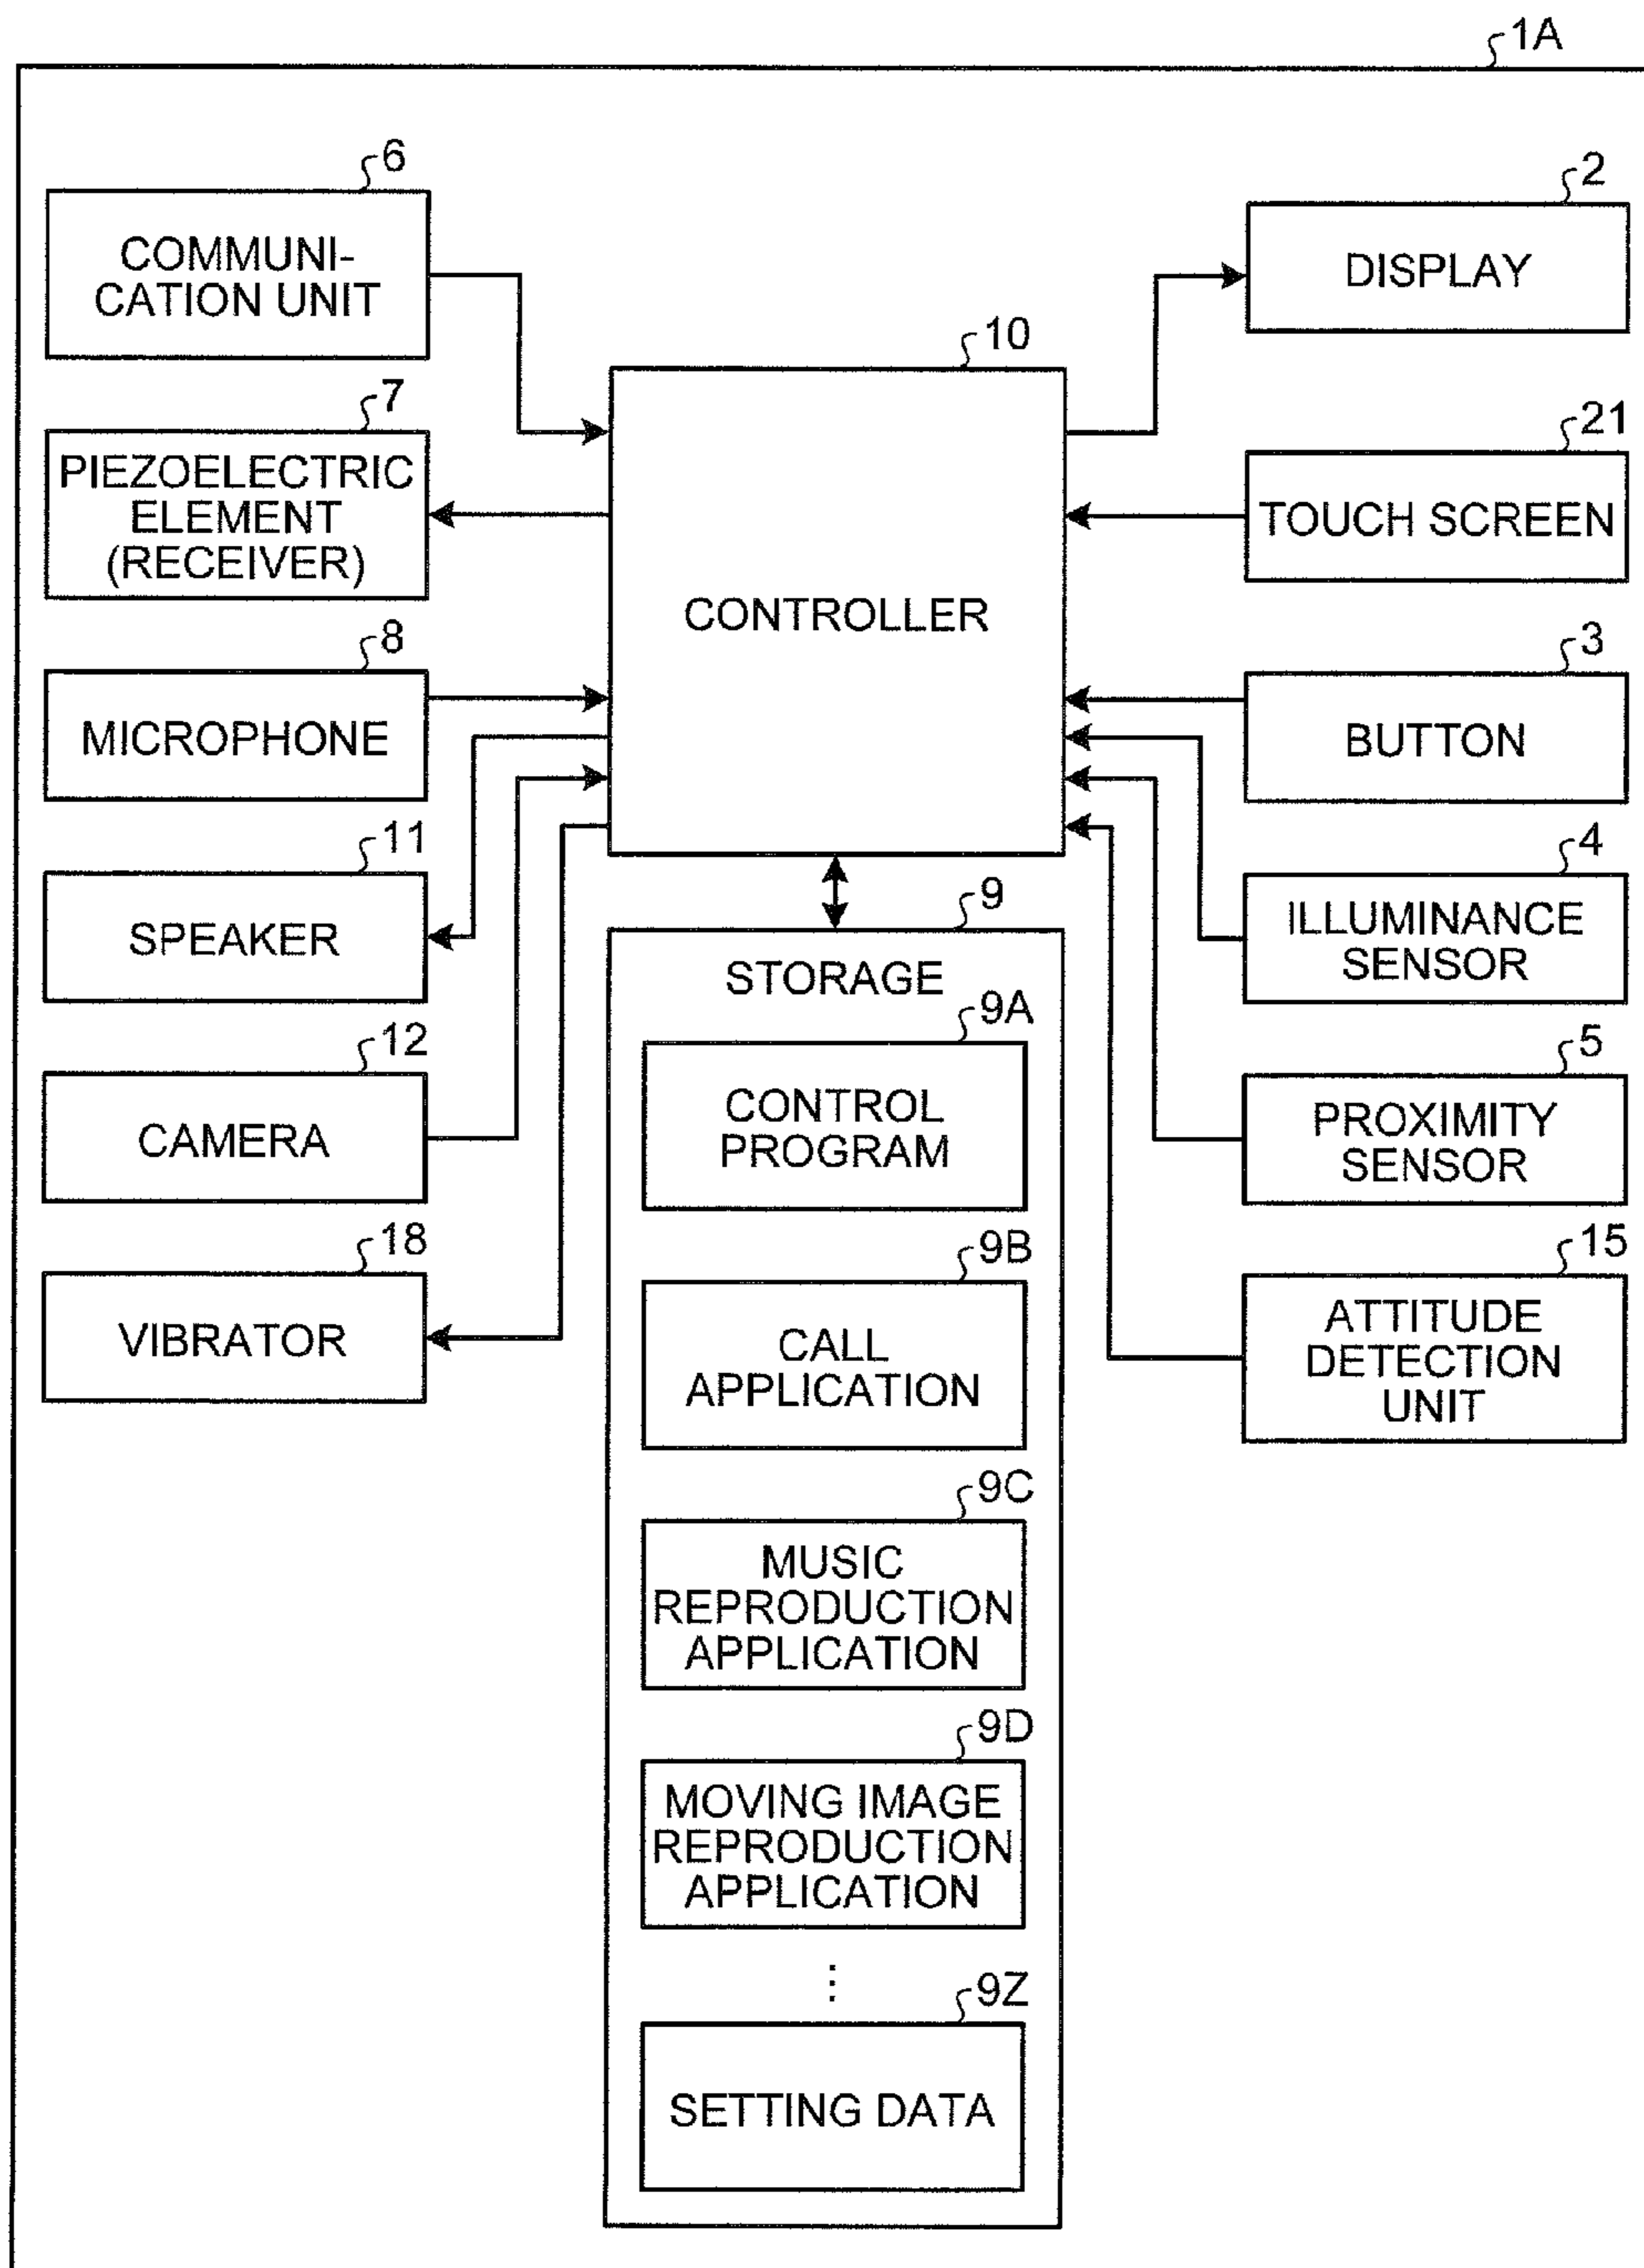 1A
6
COMMUNI-
CATION UNIT
7
PIEZOELECTRIC
ELEMENT
(RECEIVER)
8
MICROPHONE
11
SPEAKER
12
CAMERA
18
VIBRATOR
10
CONTROLLER
9
STORAGE
9A
CONTROL
PROGRAM
9B
CALL
APPLICATION
9C
MUSIC
REPRODUCTION
APPLICATION
9D
MOVING IMAGE
REPRODUCTION
APPLICATION
⋮
9Z
SETTING DATA
2
DISPLAY
21
TOUCH SCREEN
3
BUTTON
4
ILLUMINANCE
SENSOR
5
PROXIMITY
SENSOR
15
ATTITUDE
DETECTION
UNIT